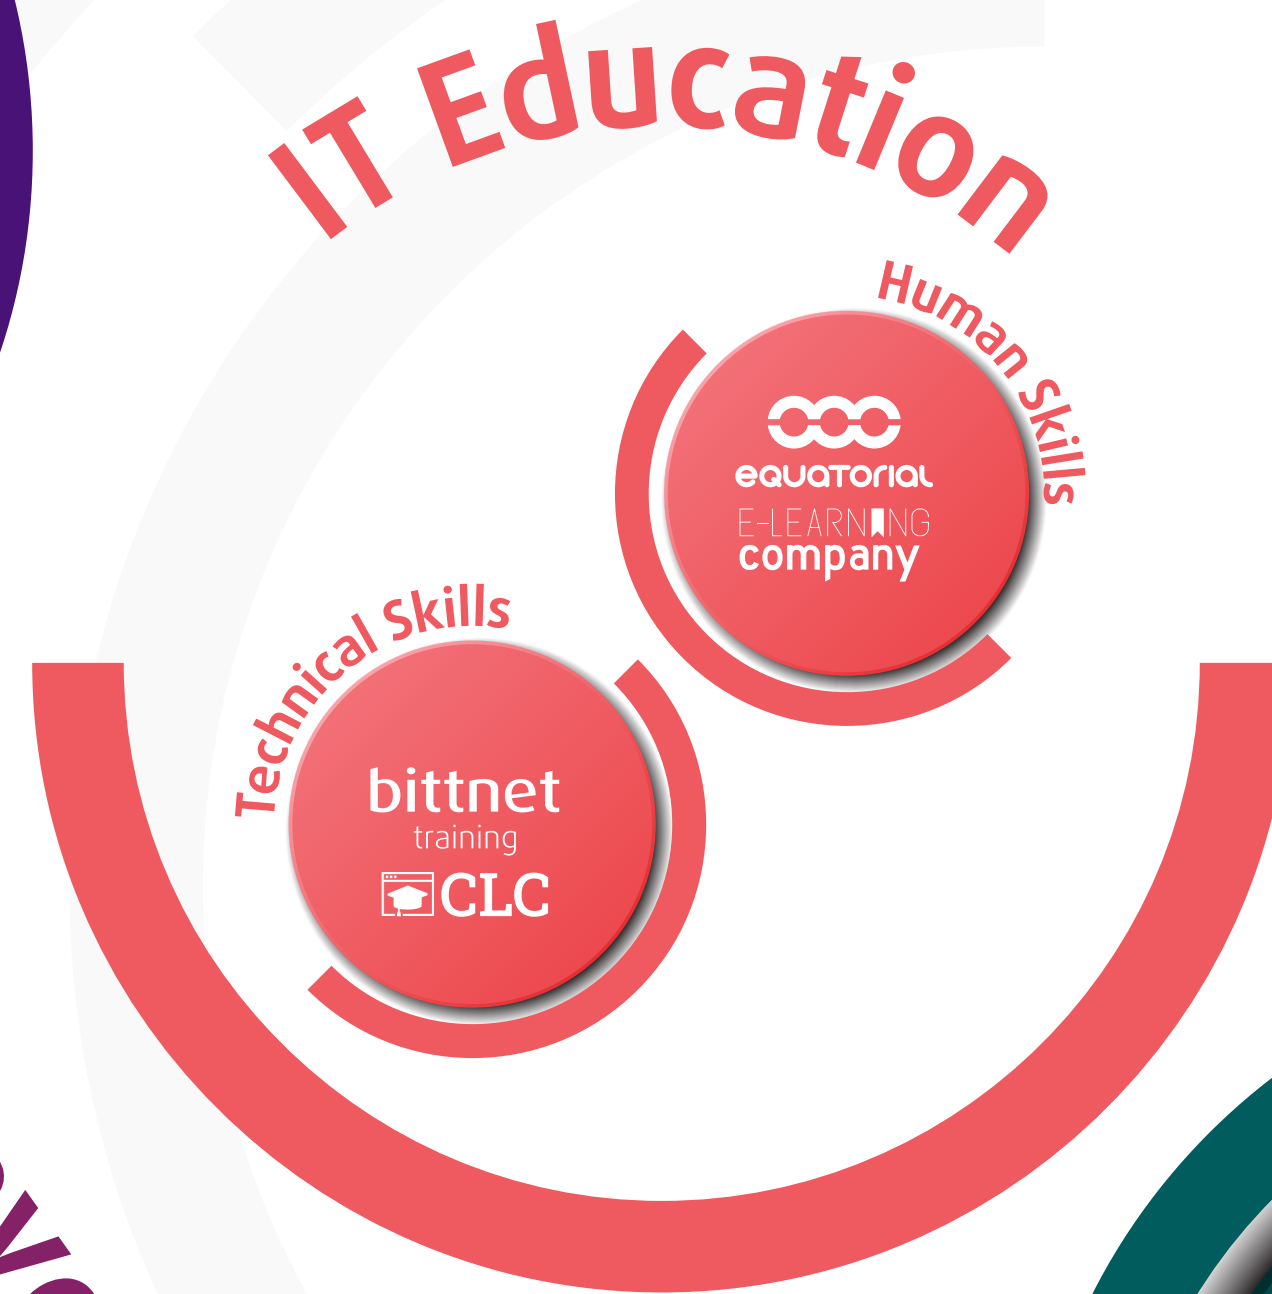 IT Education
Human Skills
equatorial
E-LEARNING
company
Technical Skills
bittnet
training
CLC